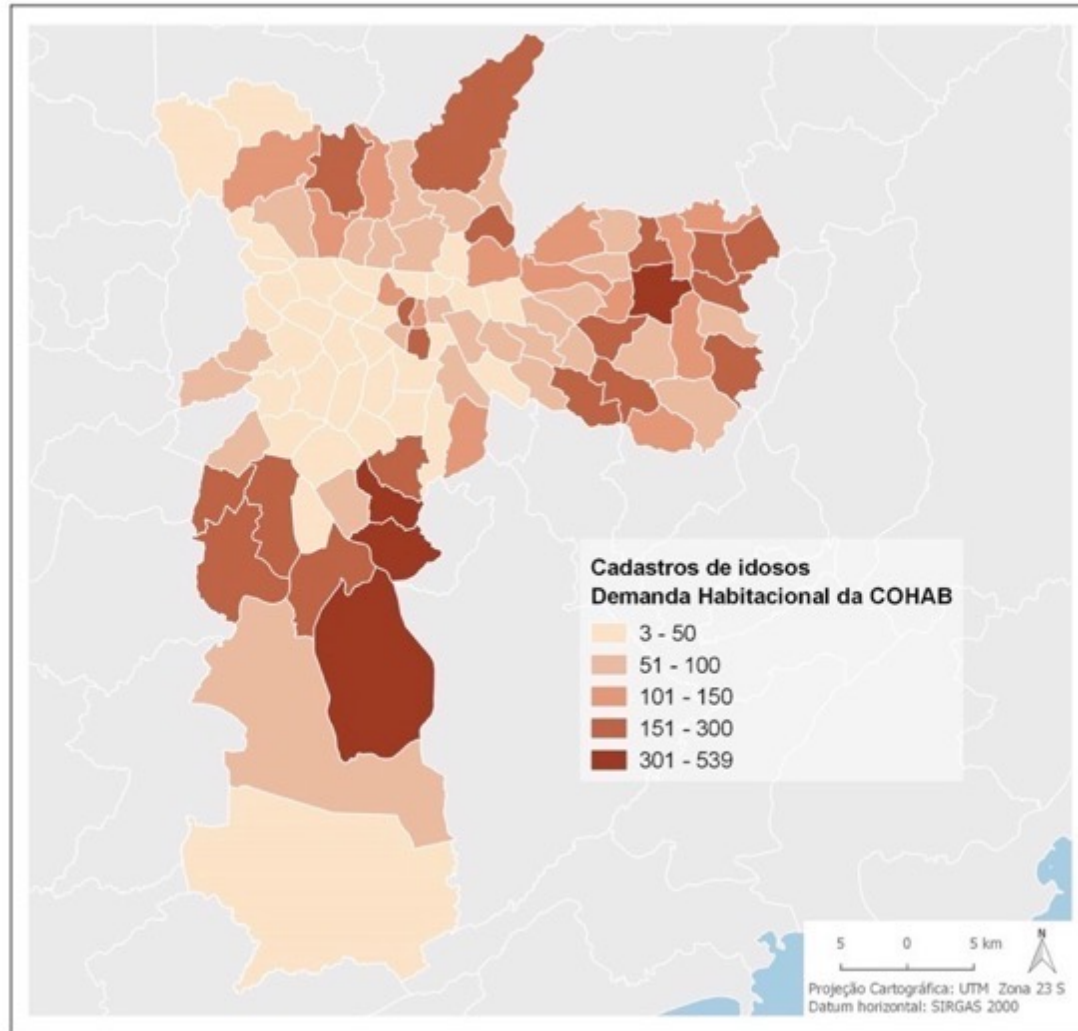 Cadastros de idosos
Demanda Habitacional da COHAB
3 - 50
51 - 100
101 - 150
151 - 300
301 - 539
N
5 0 5 km
Projeção Cartográfica: UTM Zona 23 S
Datum horizontal: SIRGAS 2000